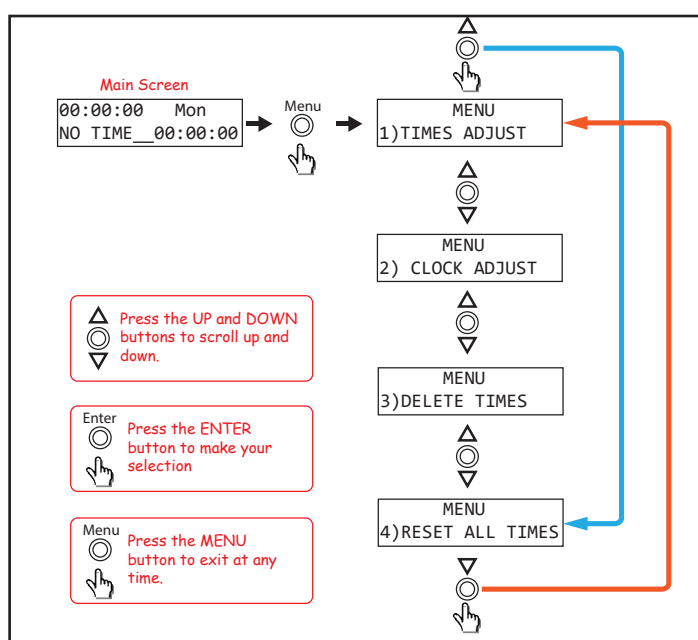 Main Screen
00:00:00 Mon
NO TIME__00:00:00
Menu
MENU
1)TIMES ADJUST
MENU
2) CLOCK ADJUST
Press the UP and DOWN
buttons to scroll up and
down.
MENU
3)DELETE TIMES
Enter
Press the ENTER
button to make your
selection
MENU
4)RESET ALL TIMES
Menu
Press the MENU
button to exit at any
time.